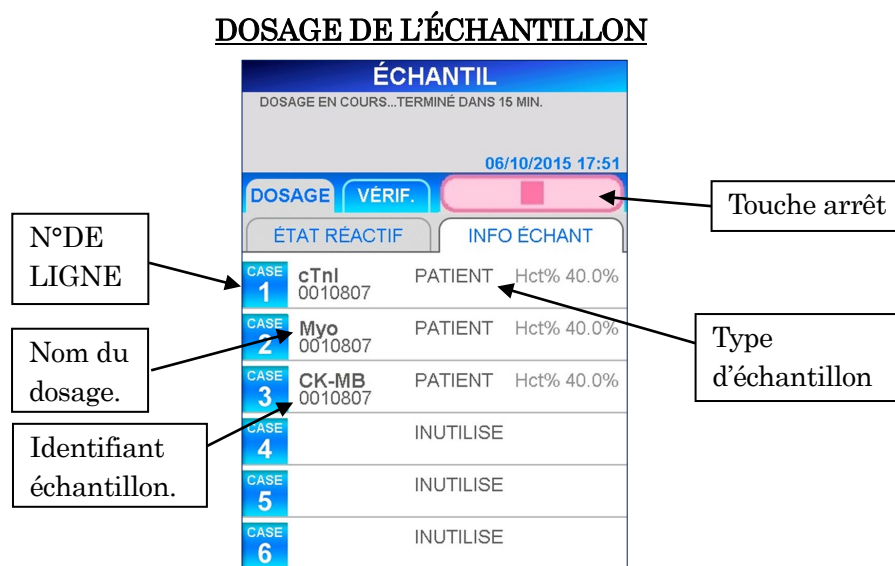 DOSAGE DE L'ÉCHANTILLON
ÉCHANTIL
DOSAGE EN COURS...TERMINÉ DANS 15 MIN.
06/10/2015 17:51
DOSAGE VÉRIF.
Touche arrêt
ÉTAT RÉACTIF INFO ÉCHANT
N°DE
LIGNE
CASE
1
cTnI PATIENT Hct% 40.0%
0010807
CASE
2
Myo PATIENT Hct% 40.0%
0010807
Nom du
dosage.
Type
d'échantillon
CASE
3
CK-MB PATIENT Hct% 40.0%
0010807
Identifiant
échantillon.
CASE
4
INUTILISE
CASE
5
INUTILISE
CASE
6
INUTILISE